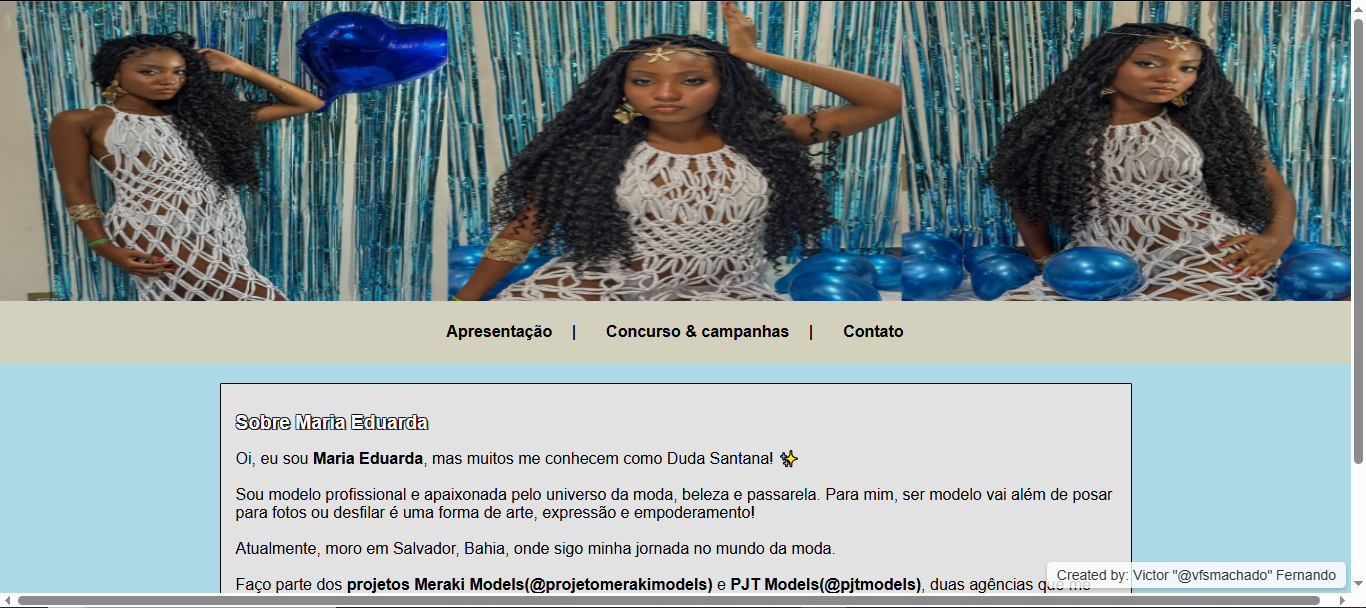 Apresentação | Concurso & campanhas | Contato
Sobre Maria Eduarda
Oi, eu sou Maria Eduarda, mas muitos me conhecem como Duda Santana! ✨
Sou modelo profissional e apaixonada pelo universo da moda, beleza e passarela. Para mim, ser modelo vai além de posar
para fotos ou desfilar é uma forma de arte, expressão e empoderamento!
Atualmente, moro em Salvador, Bahia, onde sigo minha jornada no mundo da moda.
Faço parte dos projetos Meraki Models(@projetomerakimodels) e PJT Models(@pjtmodels), duas agências que me
Created by: Victor "@vfsmachado" Fernando